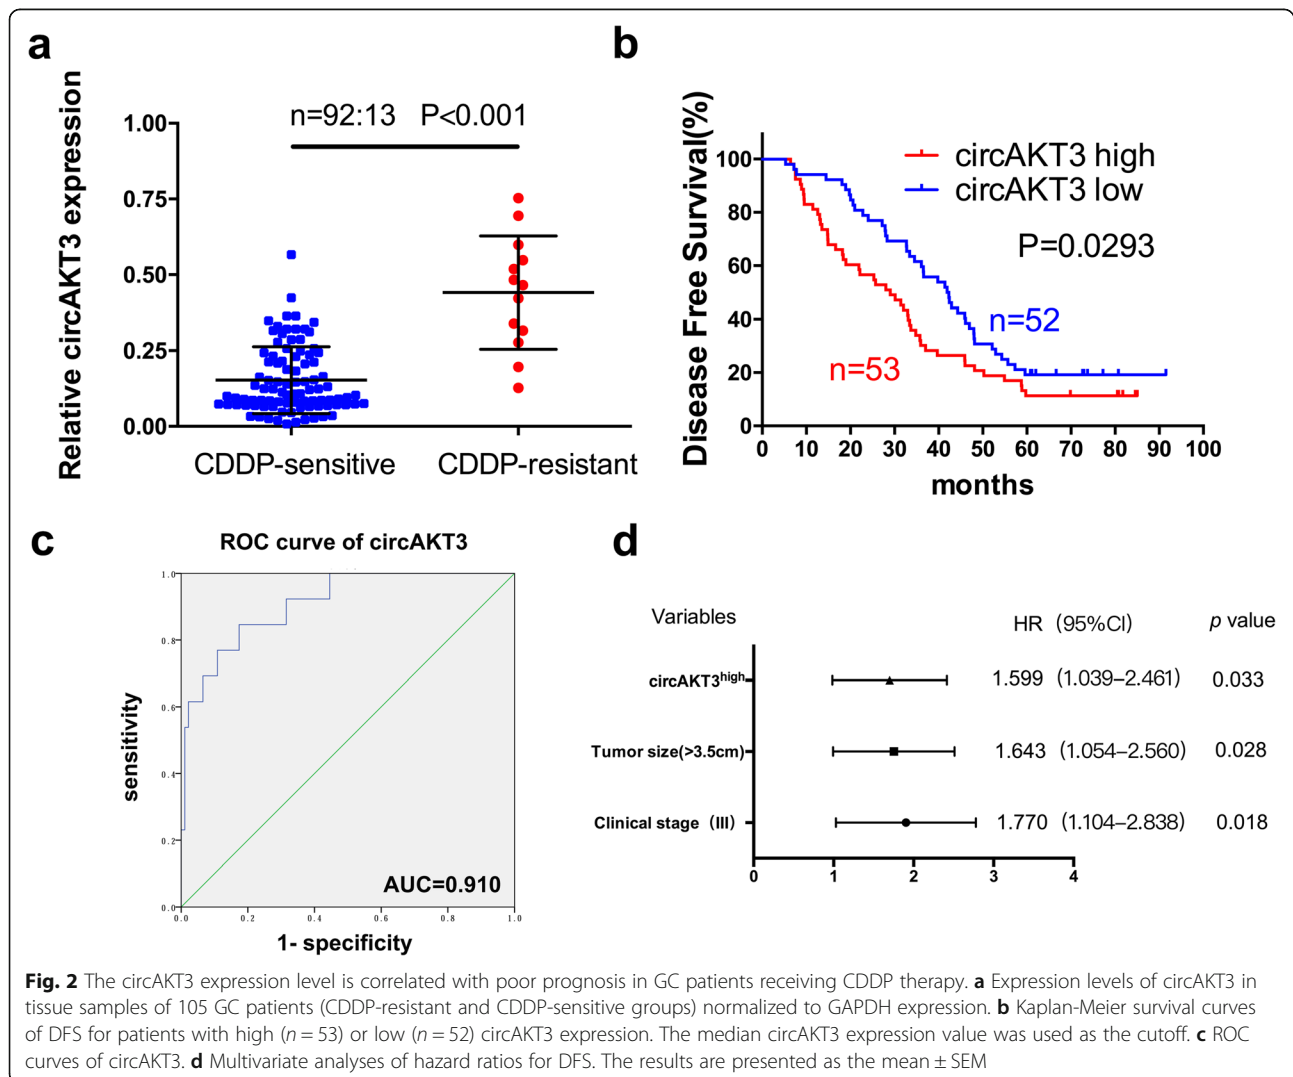 a
Relative circAKT3 expression
n=92:13 P<0.001
1.00
0.75
0.50
0.25
0.00
CDDP-sensitive
CDDP-resistant
b
Disease Free Survival(%)
100
80
60
40
20
0
circAKT3 high
circAKT3 low
P=0.0293
n=52
n=53
0 10 20 30 40 50 60 70 80 90 100
months
c
ROC curve of circAKT3
sensitivity
1.0
0.8
0.6
0.4
0.2
0.0
AUC=0.910
0.0 0.2 0.4 0.6 0.8 1.0
1- specificity
d
Variables HR (95%CI) p value
circAKT3high 1.599 (1.039–2.461) 0.033
Tumor size(>3.5cm) 1.643 (1.054–2.560) 0.028
Clinical stage (III) 1.770 (1.104–2.838) 0.018
0 1 2 3 4
Fig. 2 The circAKT3 expression level is correlated with poor prognosis in GC patients receiving CDDP therapy. a Expression levels of circAKT3 in
tissue samples of 105 GC patients (CDDP-resistant and CDDP-sensitive groups) normalized to GAPDH expression. b Kaplan-Meier survival curves
of DFS for patients with high (n = 53) or low (n = 52) circAKT3 expression. The median circAKT3 expression value was used as the cutoff. c ROC
curves of circAKT3. d Multivariate analyses of hazard ratios for DFS. The results are presented as the mean ± SEM